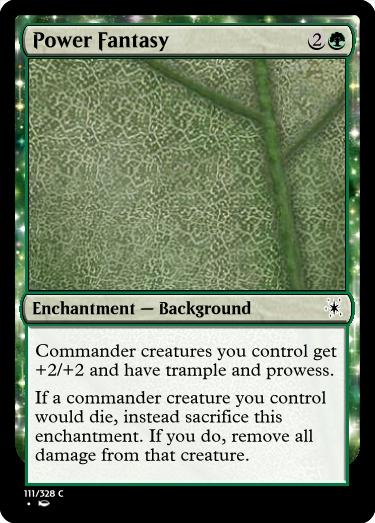 Power Fantasy 2
Enchantment — Background
Commander creatures you control get
+2/+2 and have trample and prowess.
If a commander creature you control
would die, instead sacrifice this
enchantment. If you do, remove all
damage from that creature.
111/328 C